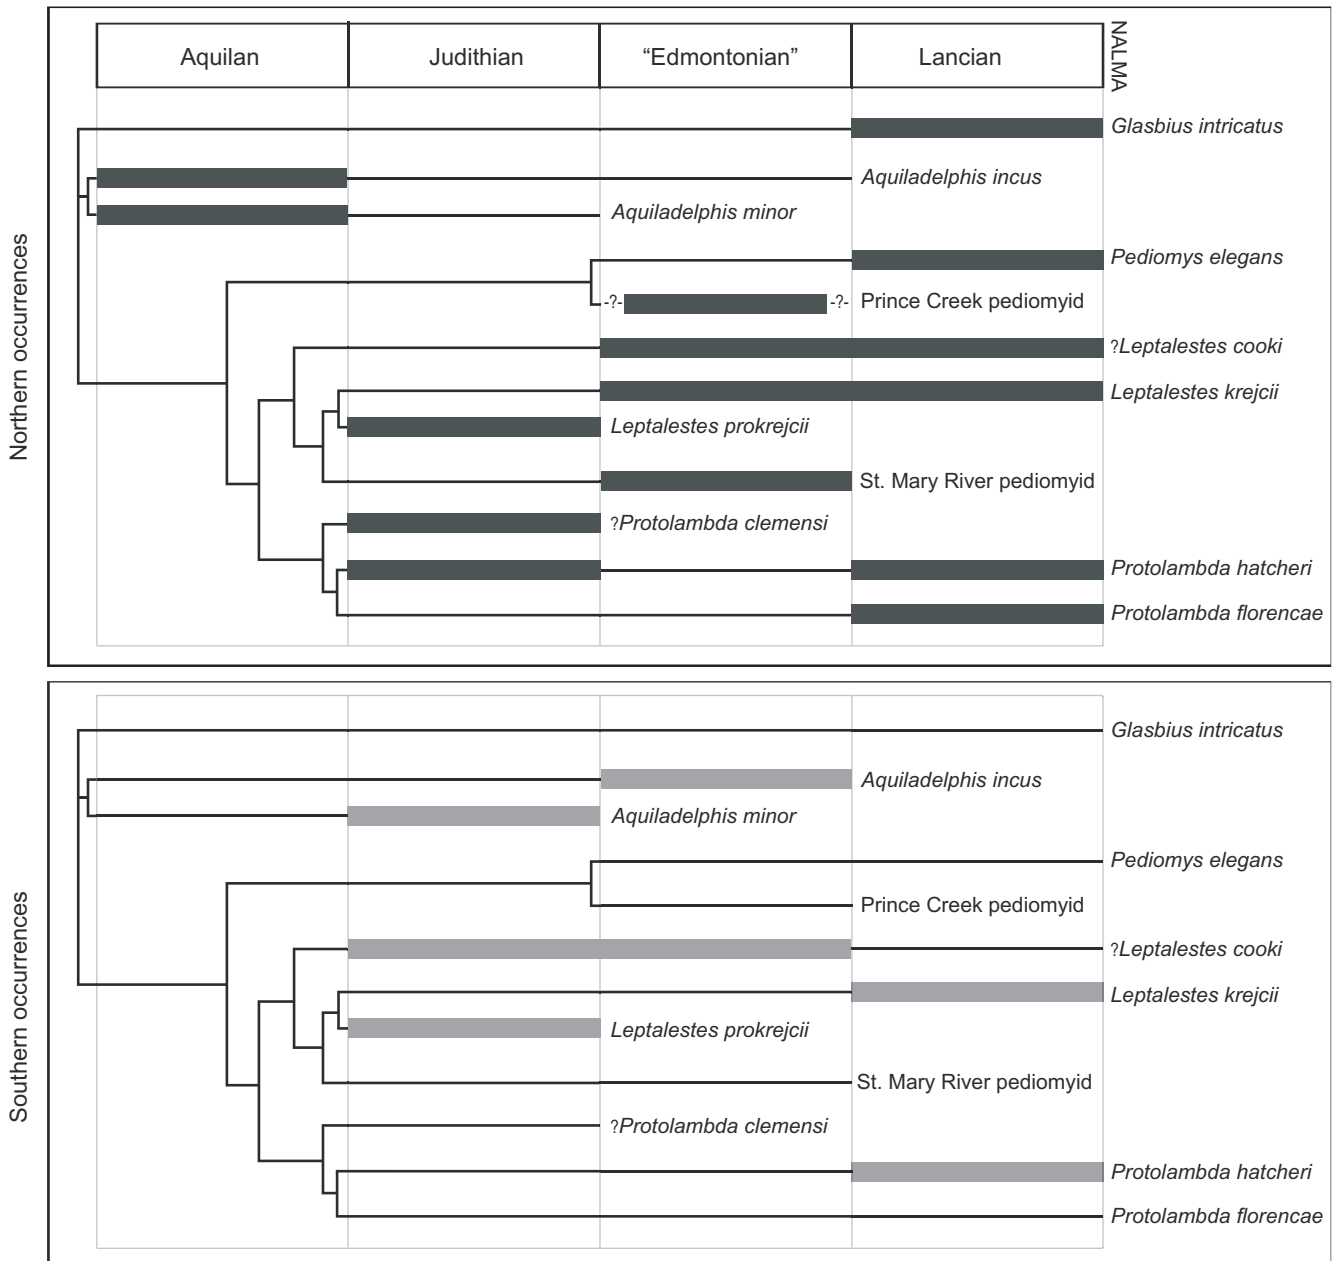 Aquilan
Judithian
“Edmontonian”
Lancian
NALMA
Northern occurrences
Glasbius intricatus
Aquiladelphis incus
Aquiladelphis minor
Pediomys elegans
-?- -?- Prince Creek pediomyid
?Leptalestes cooki
Leptalestes krejcii
Leptalestes prokrejcii
St. Mary River pediomyid
?Protolambda clemensi
Protolambda hatcheri
Protolambda florencae
Southern occurrences
Glasbius intricatus
Aquiladelphis incus
Aquiladelphis minor
Pediomys elegans
Prince Creek pediomyid
?Leptalestes cooki
Leptalestes krejcii
Leptalestes prokrejcii
St. Mary River pediomyid
?Protolambda clemensi
Protolambda hatcheri
Protolambda florencae